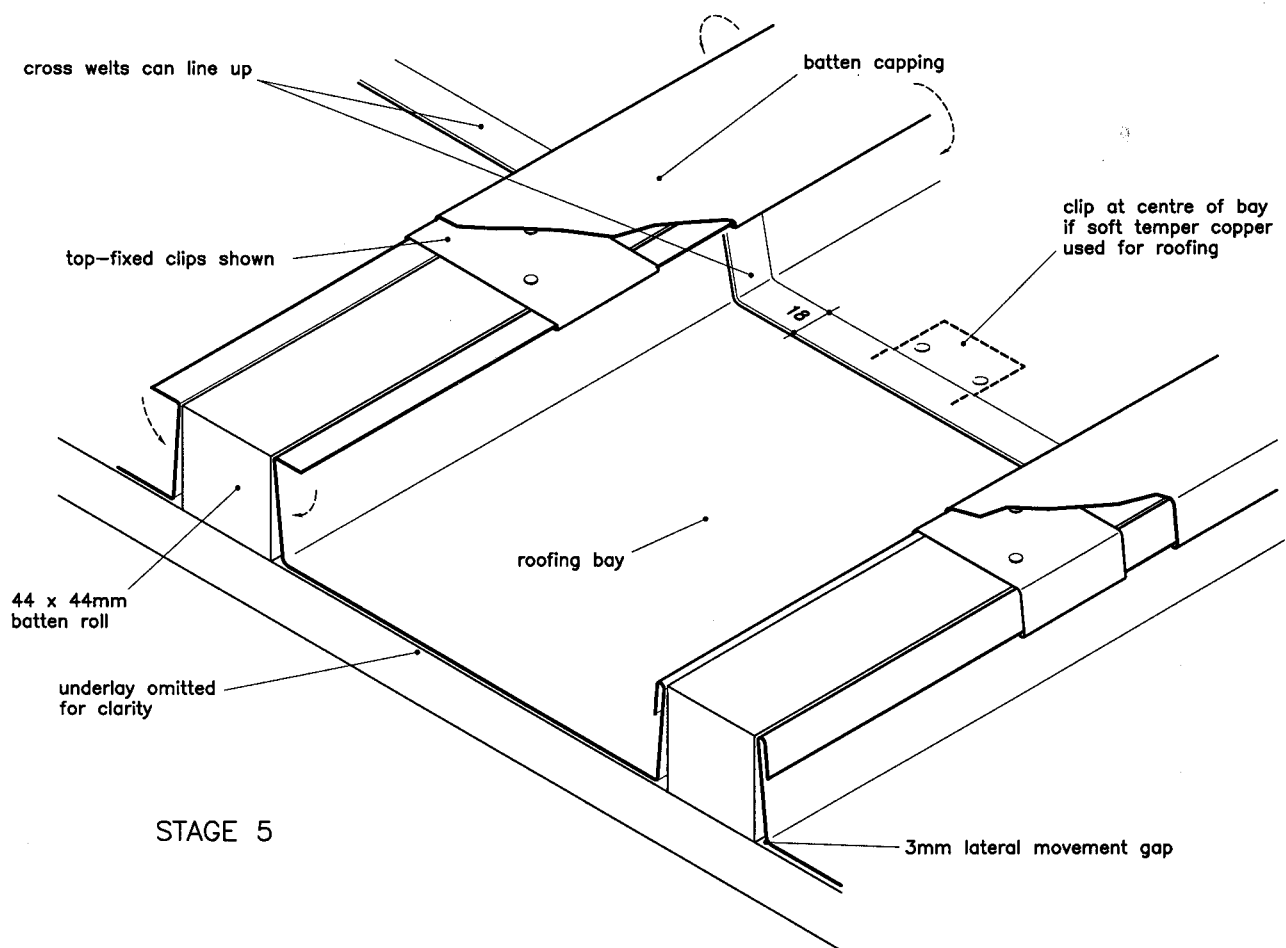 cross welts can line up
batten capping
clip at centre of bay
if soft temper copper
used for roofing
top-fixed clips shown
18
roofing bay
44 x 44mm
batten roll
underlay omitted
for clarity
STAGE 5
3mm lateral movement gap